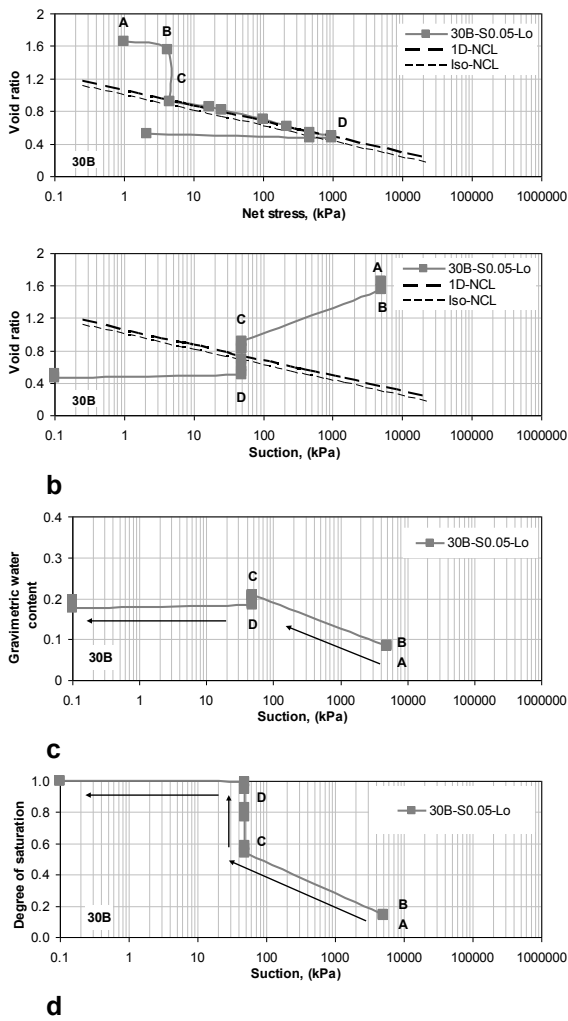 2
1.6
1.2
0.8
0.4
0
Void ratio
A
B
C
D
30B-S0.05-Lo
1D-NCL
Iso-NCL
30B
0.1 1 10 100 1000 10000 100000 1000000
Net stress, (kPa)
2
1.6
1.2
0.8
0.4
0
Void ratio
A
B
C
D
30B-S0.05-Lo
1D-NCL
Iso-NCL
30B
0.1 1 10 100 1000 10000 100000 1000000
Suction, (kPa)
b
0.4
0.3
0.2
0.1
0
Gravimetric water
content
C
D
B
A
30B-S0.05-Lo
30B
0.1 1 10 100 1000 10000 100000 1000000
Suction, (kPa)
c
1.0
0.8
0.6
0.4
0.2
0.0
Degree of saturation
D
C
B
A
30B-S0.05-Lo
30B
0.1 1 10 100 1000 10000 100000 1000000
Suction, (kPa)
d